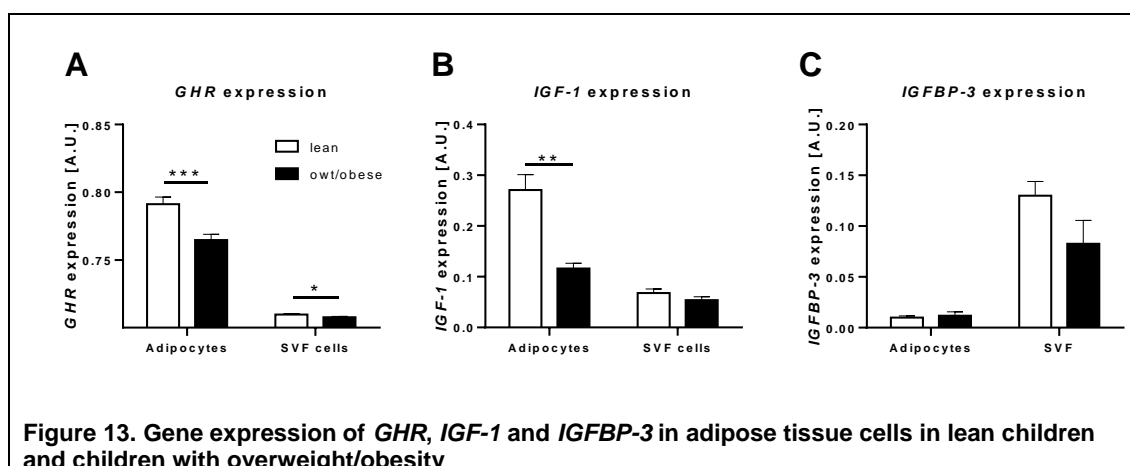 A
GHR expression
GHR expression [A.U.]
0.85
0.80
0.75
lean
owt/obese
***
*
Adipocytes
SVF cells
B
IGF-1 expression
IGF-1 expression [A.U.]
0.4
0.3
0.2
0.1
0.0
**
Adipocytes
SVF cells
C
IGFBP-3 expression
IGFBP-3 expression [A.U.]
0.20
0.15
0.10
0.05
0.00
Adipocytes
SVF
Figure 13. Gene expression of GHR, IGF-1 and IGFBP-3 in adipose tissue cells in lean children
and children with overweight/obesity